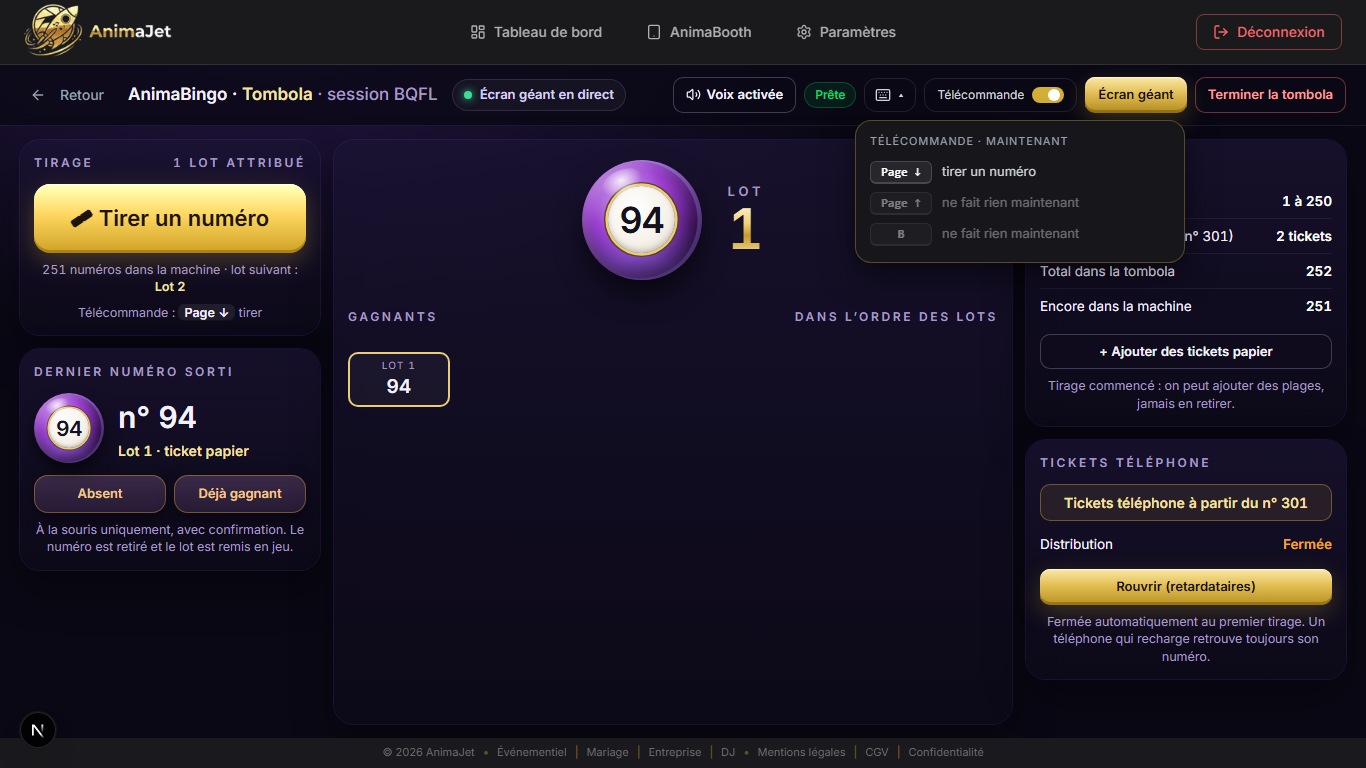 AnimaJet
Tableau de bord
AnimaBooth
Paramètres
Déconnexion
Retour
AnimaBingo · Tombola · session BQFL
Écran géant en direct
Voix activée
Prête
Télécommande
Écran géant
Terminer la tombola
TÉLÉCOMMANDE · MAINTENANT
Page ↓ tirer un numéro
Page ↑ ne fait rien maintenant
B ne fait rien maintenant
TIRAGE
1 LOT ATTRIBUÉ
Tirer un numéro
251 numéros dans la machine · lot suivant :
Lot 2
Télécommande : Page ↓ tirer
DERNIER NUMÉRO SORTI
94
n° 94
Lot 1 · ticket papier
Absent
Déjà gagnant
À la souris uniquement, avec confirmation. Le
numéro est retiré et le lot est remis en jeu.
94
LOT
1
GAGNANTS
DANS L'ORDRE DES LOTS
LOT 1
94
1 à 250
n° 301) 2 tickets
Total dans la tombola 252
Encore dans la machine 251
+ Ajouter des tickets papier
Tirage commencé : on peut ajouter des plages,
jamais en retirer.
TICKETS TÉLÉPHONE
Tickets téléphone à partir du n° 301
Distribution Fermée
Rouvrir (retardataires)
Fermée automatiquement au premier tirage. Un
téléphone qui recharge retrouve toujours son
numéro.
N
© 2026 AnimaJet • Événementiel | Mariage | Entreprise | DJ • Mentions légales | CGV | Confidentialité